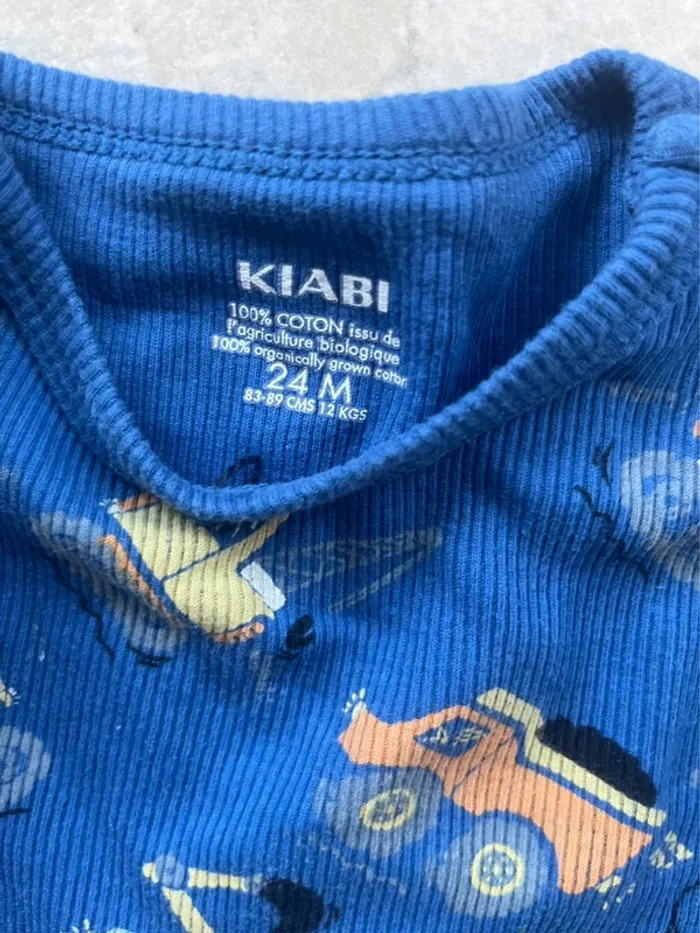 KIABI
100% COTON issu de
l'agriculture biologique
100% organically grown cotton
24 M
83-89 CMS 12 KGS